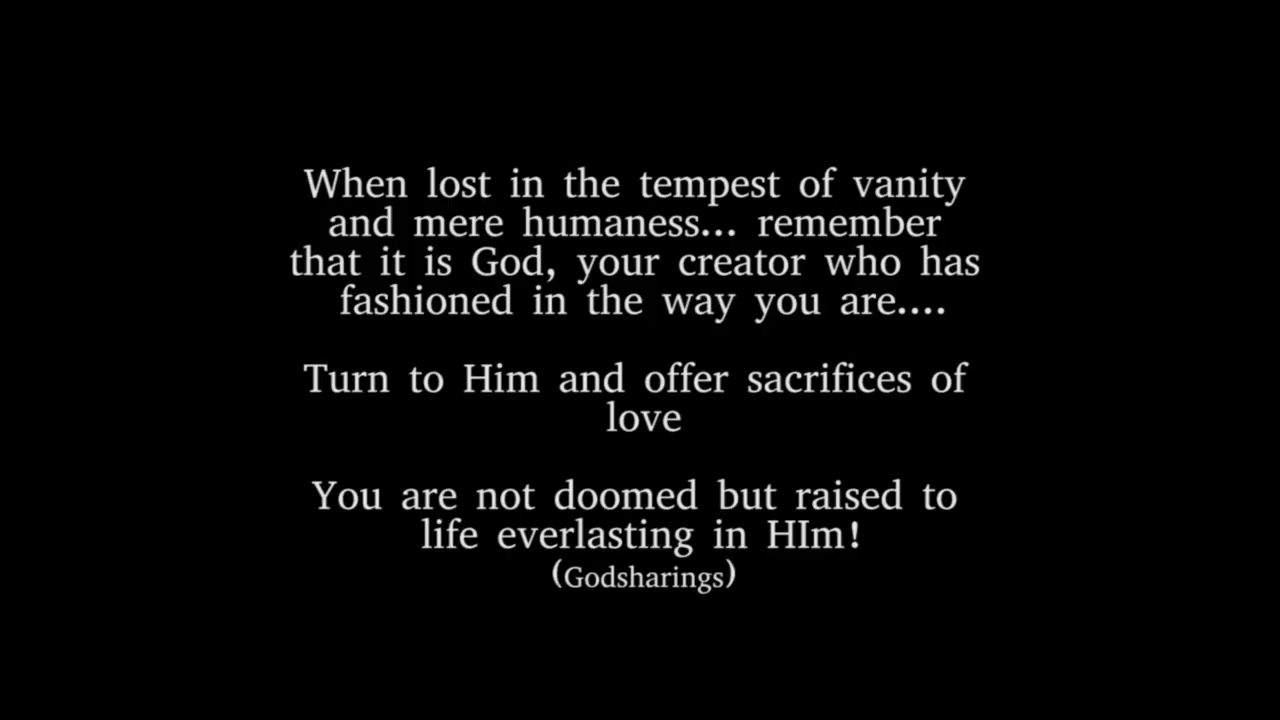 When lost in the tempest of vanity
and mere humaness... remember
that it is God, your creator who has
fashioned in the way you are....
Turn to Him and offer sacrifices of
love
You are not doomed but raised to
life everlasting in HIm!
(Godsharings)